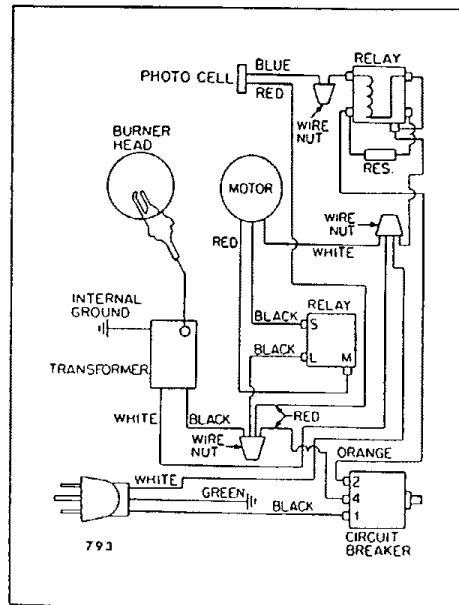 BLUE
RELAY
PHOTO CELL
RED
WIRE
NUT
BURNER
HEAD
RES.
MOTOR
WIRE
NUT
RED
WHITE
INTERNAL
GROUND
RELAY
BLACK
S
BLACK
L
M
TRANSFORMER
WHITE
BLACK
RED
WIRE
NUT
ORANGE
WHITE
2
GREEN
4
BLACK
1
793
CIRCUIT
BREAKER